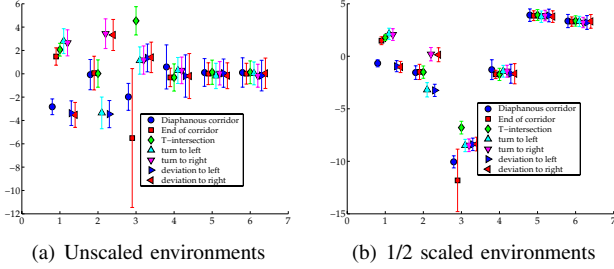 6
4
2
0
−2
−4
−6
−8
−10
−12
0 1 2 3 4 5 6 7
Diaphanous corridor
End of corridor
T−intersection
turn to left
turn to right
deviation to left
deviation to right
(a) Unscaled environments
5
0
−5
−10
−15
0 1 2 3 4 5 6 7
Diaphanous corridor
End of corridor
T−intersection
turn to left
turn to right
deviation to left
deviation to right
(b) 1/2 scaled environments